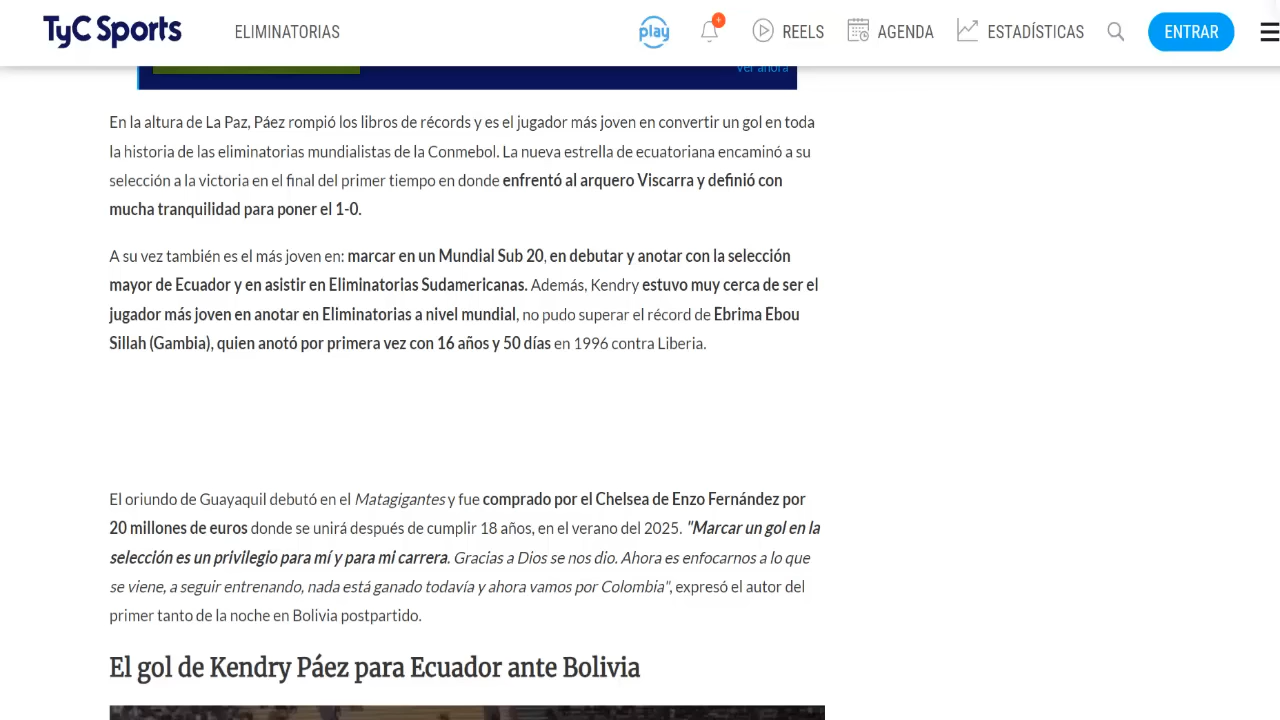 TyC Sports
ELIMINATORIAS
play
REELS
AGENDA
ESTADÍSTICAS
ENTRAR
Ver ahora
En la altura de La Paz, Páez rompió los libros de récords y es el jugador más joven en convertir un gol en toda
la historia de las eliminatorias mundialistas de la Conmebol. La nueva estrella de ecuatoriana encaminó a su
selección a la victoria en el final del primer tiempo en donde enfrentó al arquero Viscarra y definió con
mucha tranquilidad para poner el 1-0.
A su vez también es el más joven en: marcar en un Mundial Sub 20, en debutar y anotar con la selección
mayor de Ecuador y en asistir en Eliminatorias Sudamericanas. Además, Kendry estuvo muy cerca de ser el
jugador más joven en anotar en Eliminatorias a nivel mundial, no pudo superar el récord de Ebrima Ebou
Sillah (Gambia), quien anotó por primera vez con 16 años y 50 días en 1996 contra Liberia.
El oriundo de Guayaquil debutó en el Matagigantes y fue comprado por el Chelsea de Enzo Fernández por
20 millones de euros donde se unirá después de cumplir 18 años, en el verano del 2025. "Marcar un gol en la
selección es un privilegio para mí y para mi carrera. Gracias a Dios se nos dio. Ahora es enfocarnos a lo que
se viene, a seguir entrenando, nada está ganado todavía y ahora vamos por Colombia", expresó el autor del
primer tanto de la noche en Bolivia postpartido.
El gol de Kendry Páez para Ecuador ante Bolivia